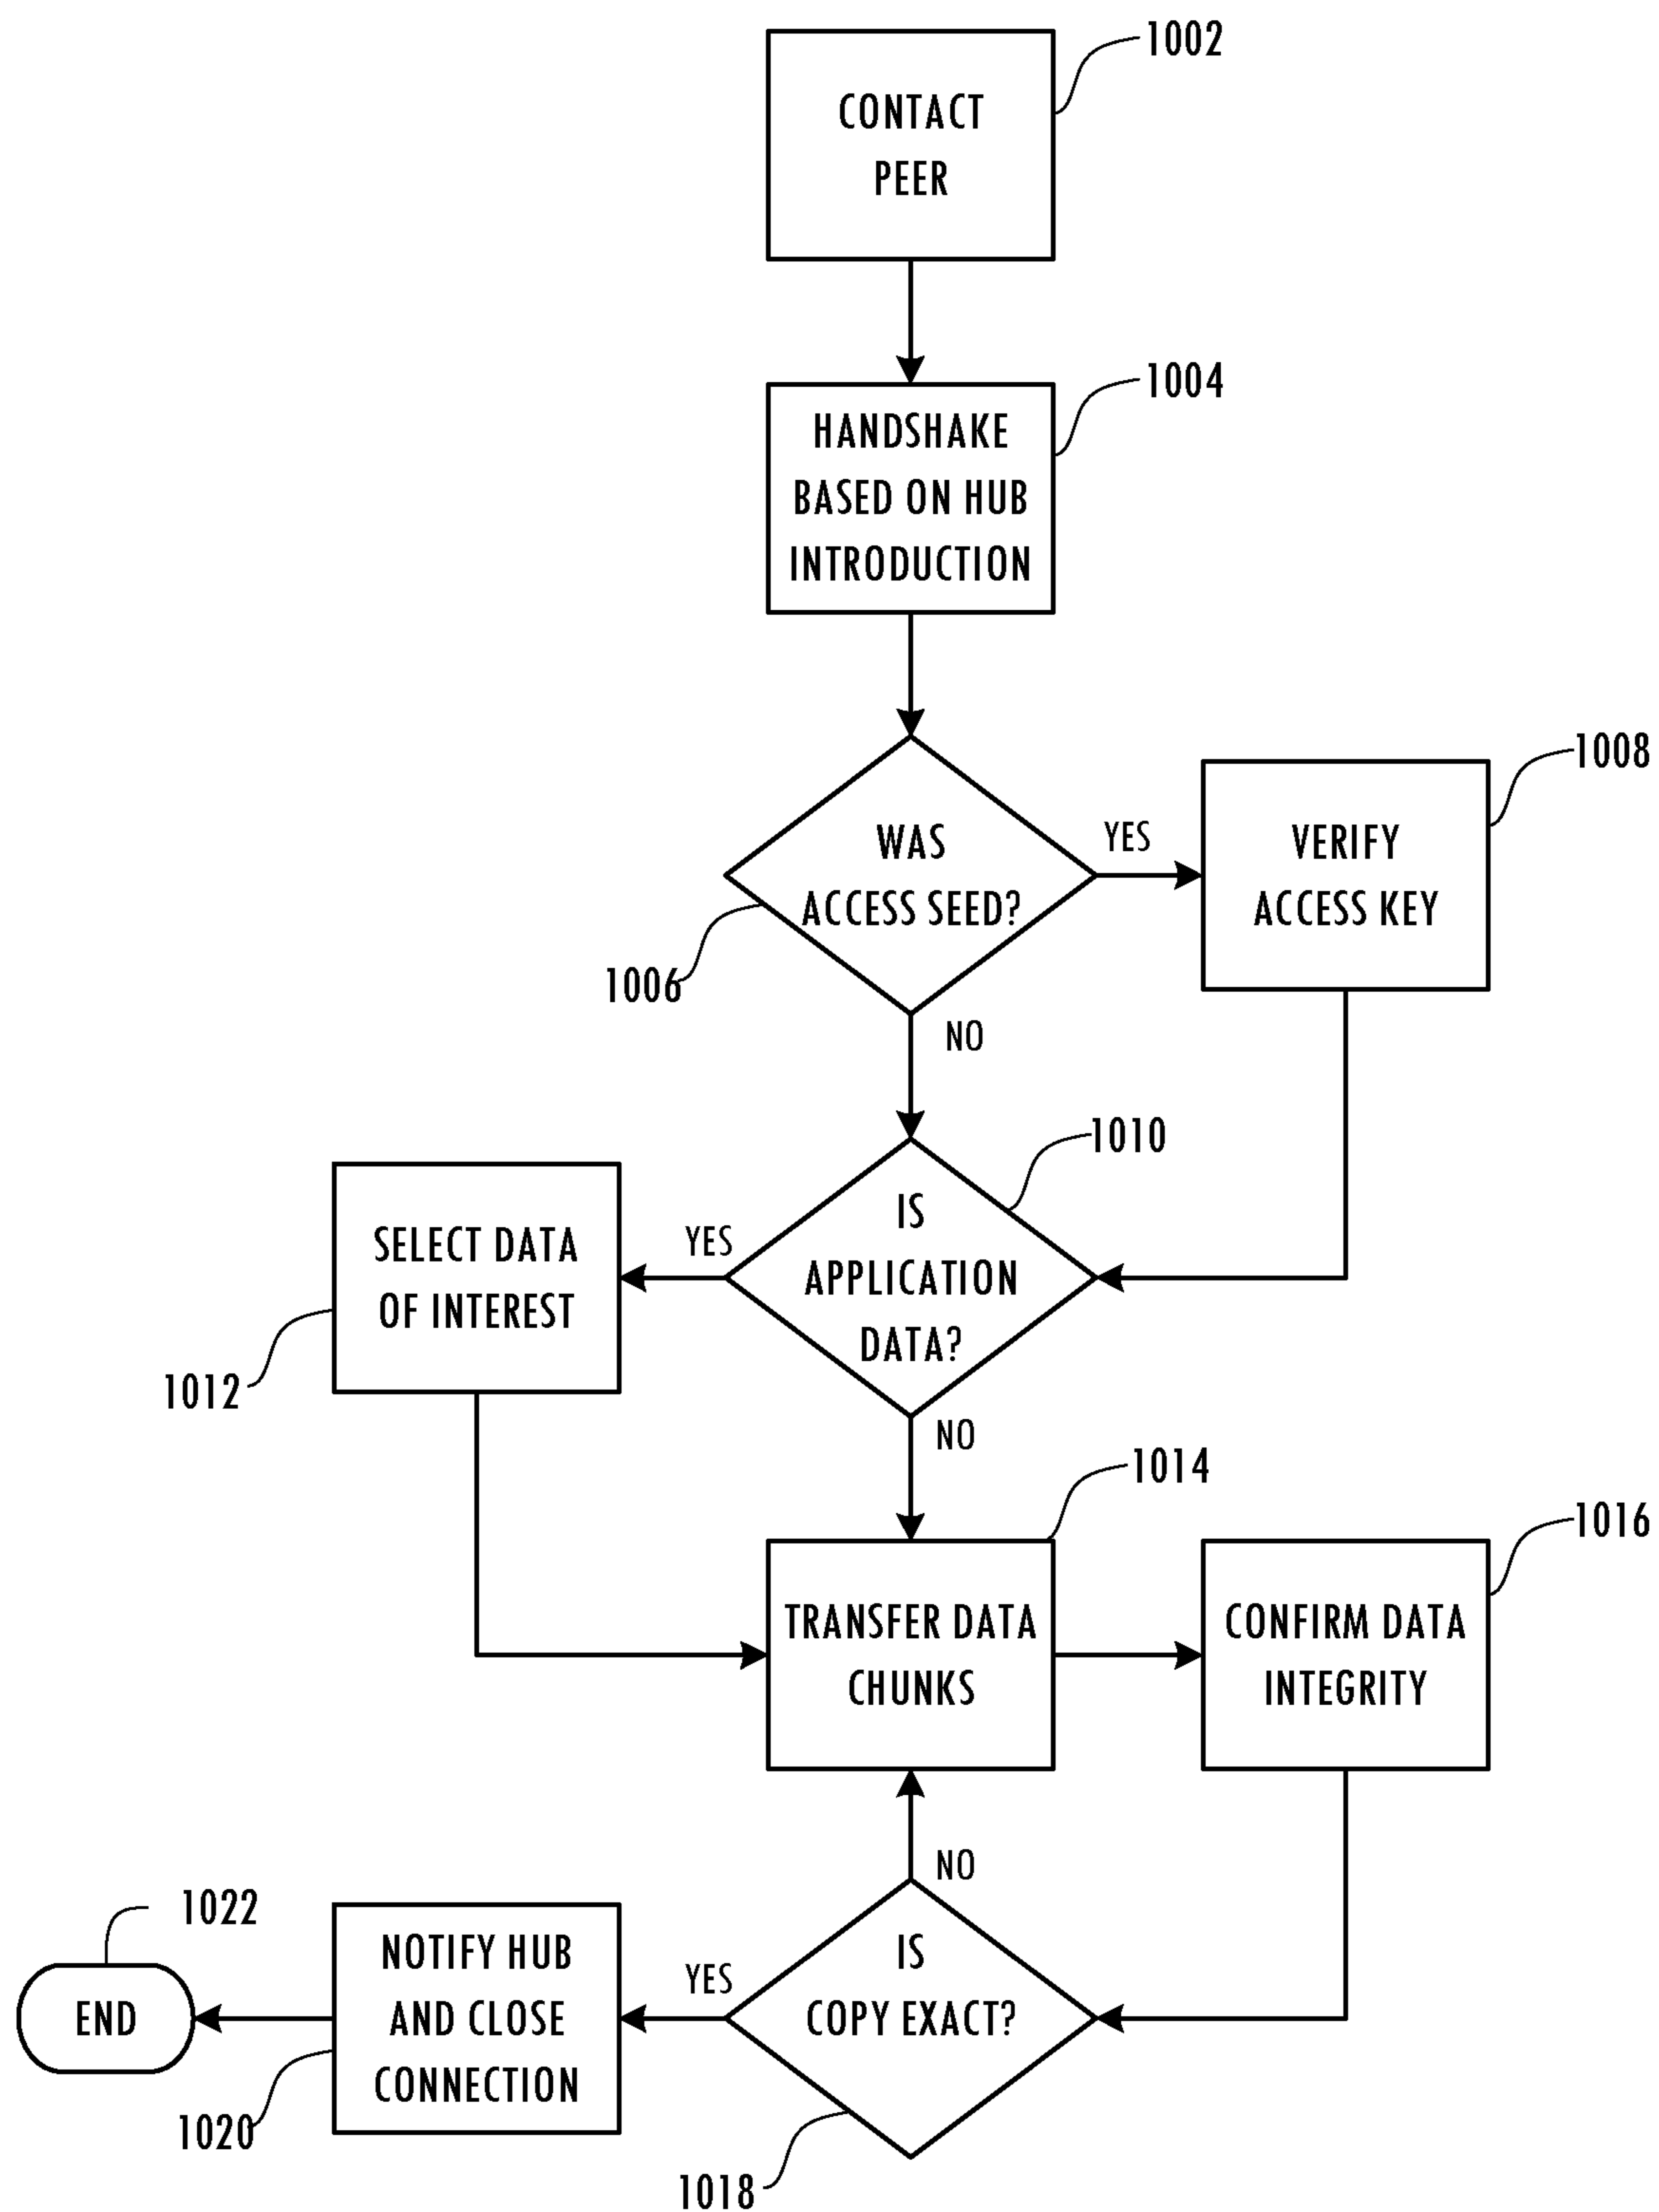 1002
CONTACT
PEER
1004
HANDSHAKE
BASED ON HUB
INTRODUCTION
1008
WAS
ACCESS SEED?
YES
VERIFY
ACCESS KEY
1006
NO
1010
IS
APPLICATION
DATA?
YES
SELECT DATA
OF INTEREST
1012
NO
1014
1016
TRANSFER DATA
CHUNKS
CONFIRM DATA
INTEGRITY
NO
1022
IS
COPY EXACT?
YES
NOTIFY HUB
AND CLOSE
CONNECTION
END
1020
1018